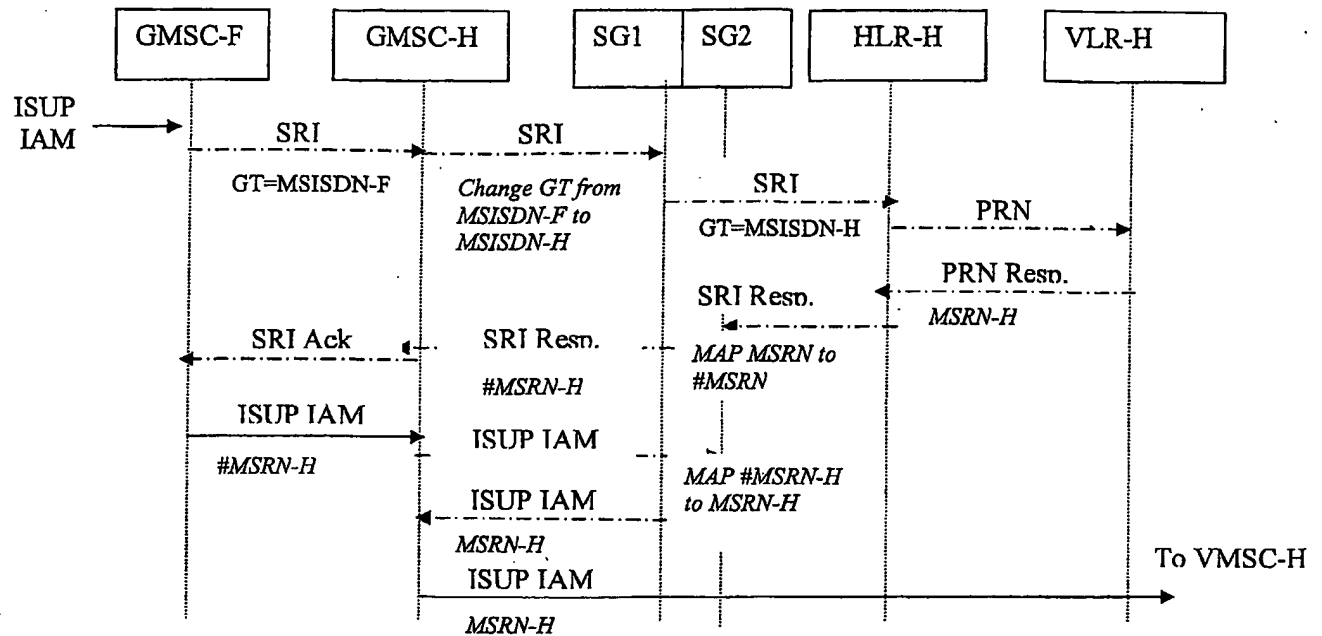 GMSC-F
GMSC-H
SG1
SG2
HLR-H
VLR-H
ISUP
IAM
SRI
SRI
GT=MSISDN-F
Change GT from
MSISDN-F to
MSISDN-H
SRI
GT=MSISDN-H
PRN
PRN Resp.
MSRN-H
SRI Resp.
MAP MSRN to
#MSRN
SRI Ack
SRI Resp.
#MSRN-H
ISUP IAM
#MSRN-H
ISUP IAM
MAP #MSRN-H
to MSRN-H
ISUP IAM
MSRN-H
To VMSC-H
ISUP IAM
MSRN-H